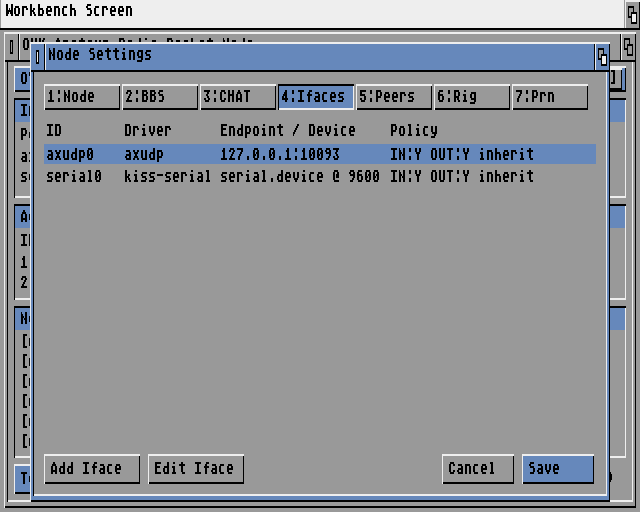 Workbench Screen
Node Settings
1:Node 2:BBS 3:CHAT 4:Ifaces 5:Peers 6:Rig 7:Prn
ID Driver Endpoint / Device Policy
axudp0 axudp 127.0.0.1:10093 IN:Y OUT:Y inherit
serial0 kiss-serial serial.device @ 9600 IN:Y OUT:Y inherit
Add Iface Edit Iface Cancel Save